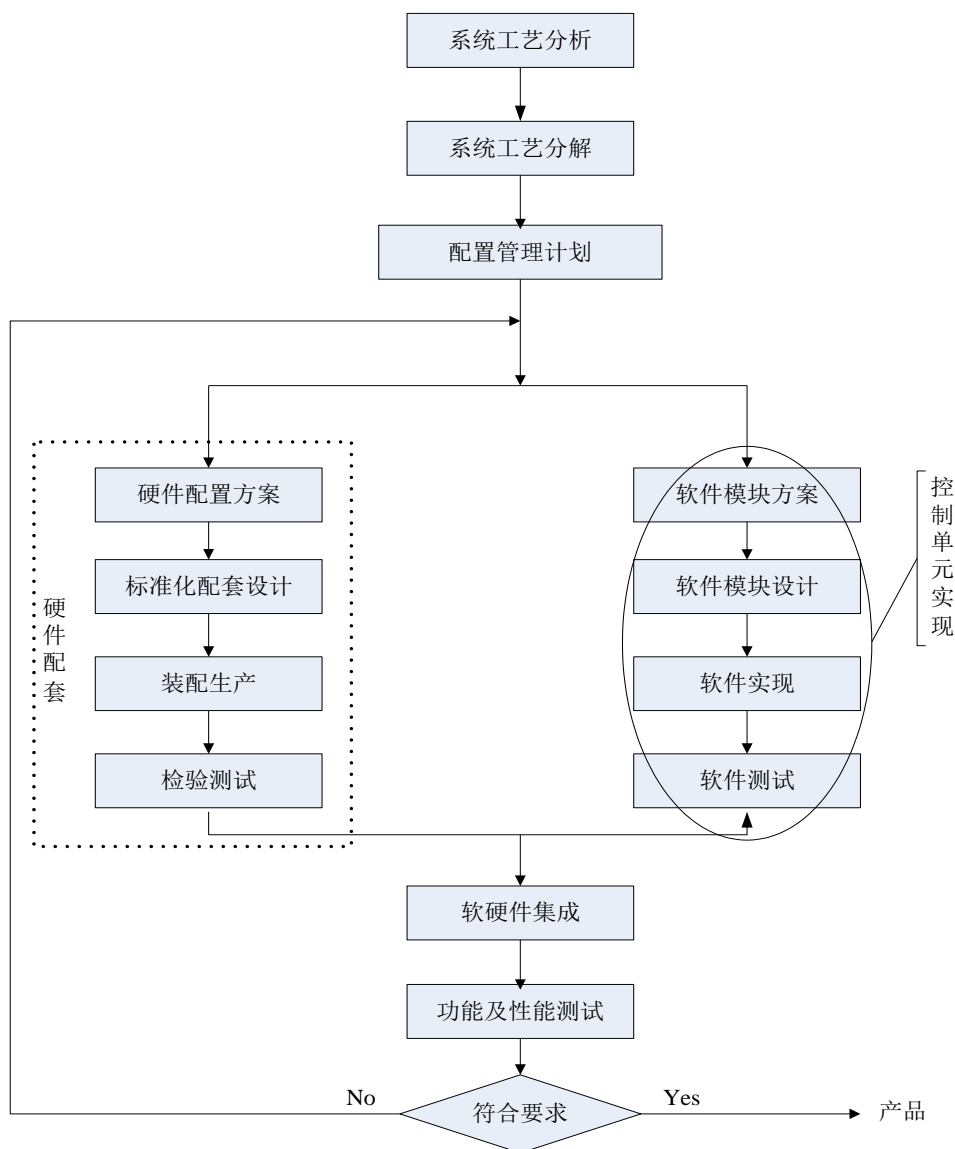 系统工艺分析
系统工艺分解
配置管理计划
硬件配套
硬件配置方案
标准化配套设计
装配生产
检验测试
软件模块方案
软件模块设计
软件实现
软件测试
控制单元实现
软硬件集成
功能及性能测试
符合要求
No
Yes
产品